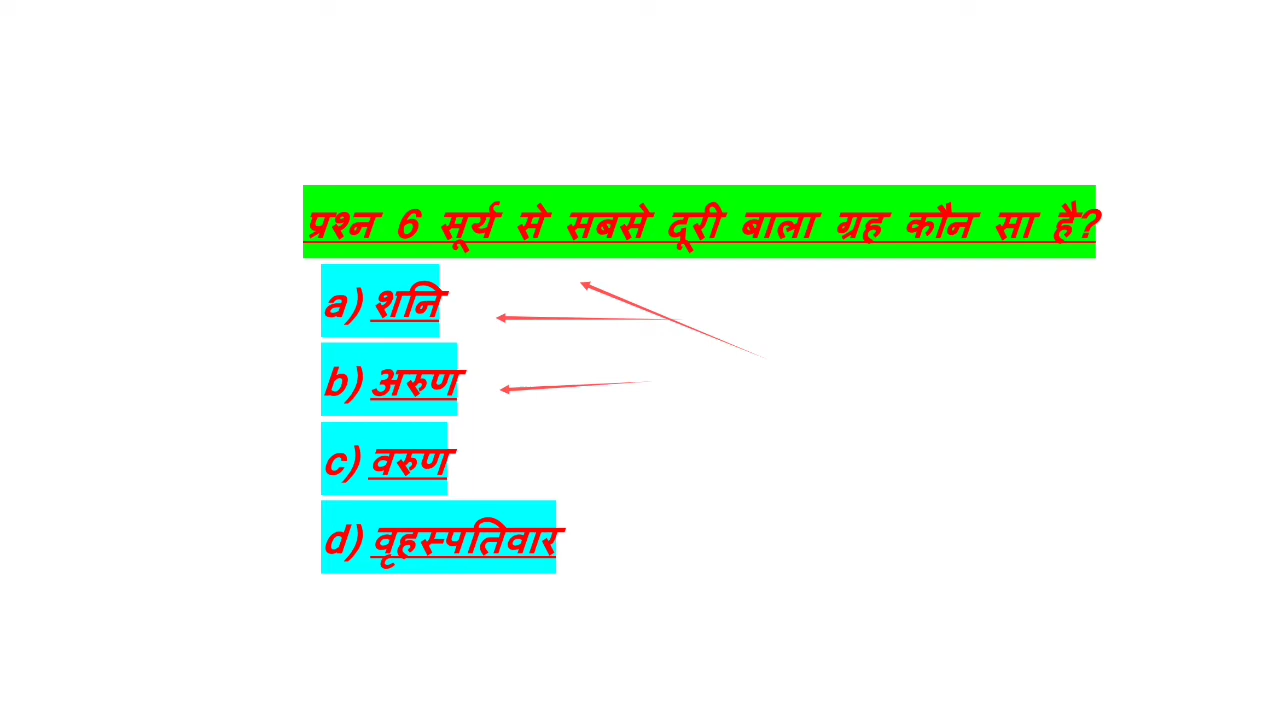 प्रश्न 6 सूर्य से सबसे दूरी बाला ग्रह कौन सा है?
a) शनि
b) अरुण
c) वरुण
d) वृहस्पतिवार